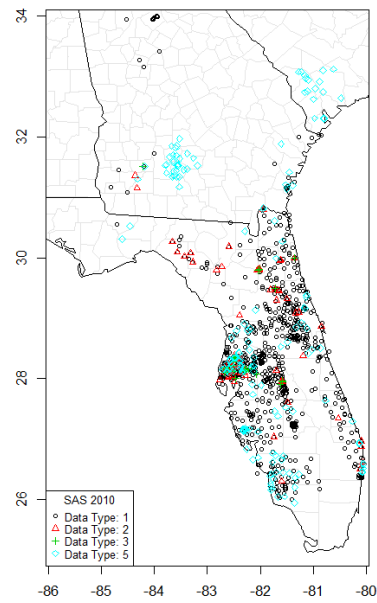 34
32
30
28
26
SAS 2010
Data Type: 1
Data Type: 2
Data Type: 3
Data Type: 5
-86 -85 -84 -83 -82 -81 -80